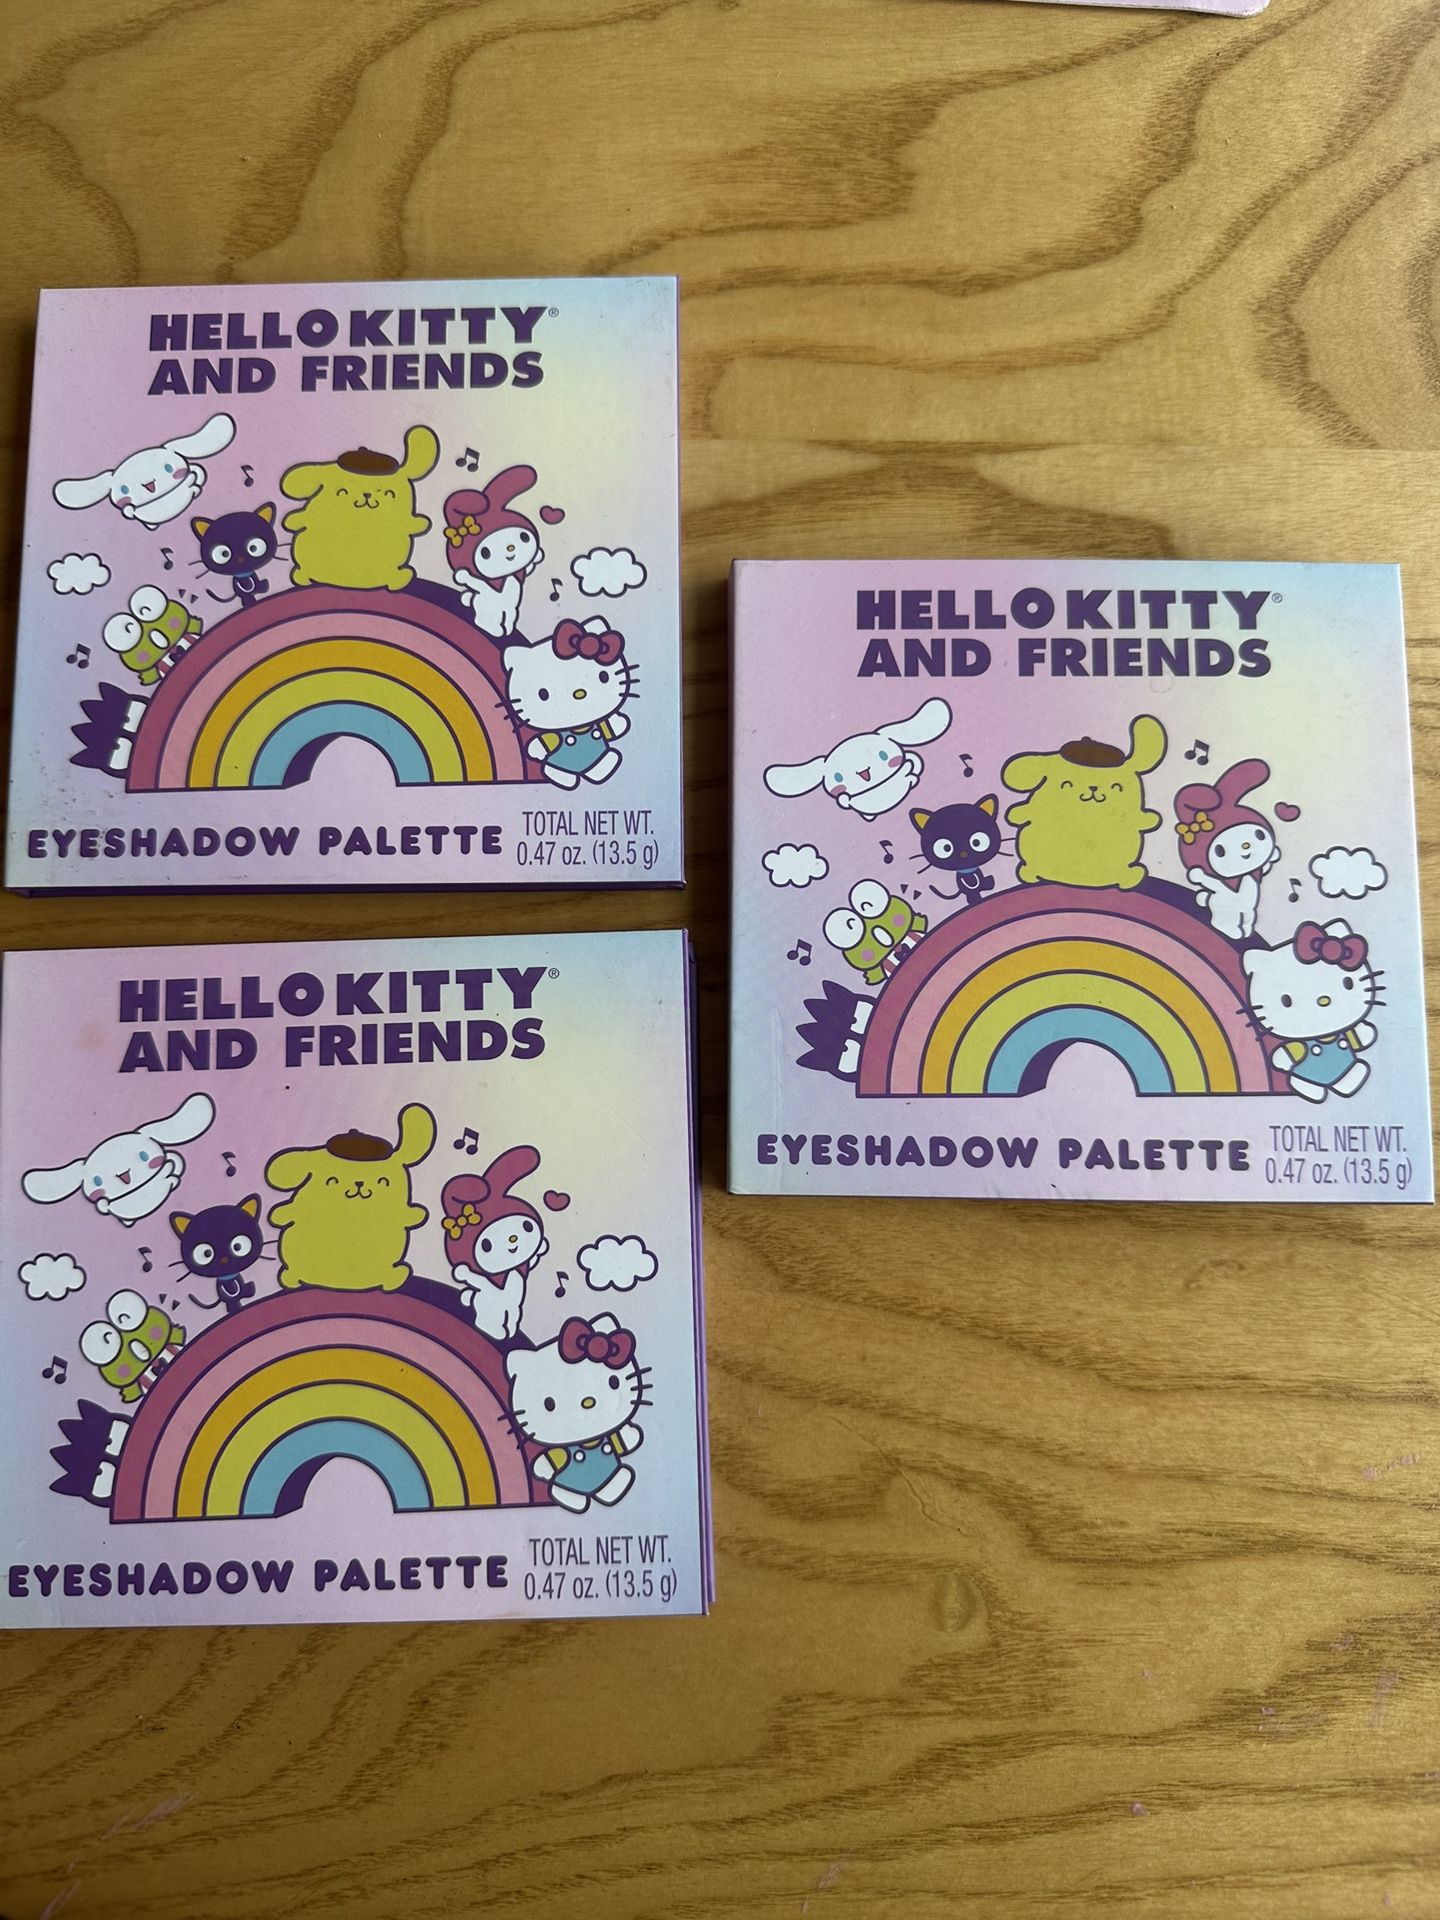 HELLO KITTY®
AND FRIENDS
EYESHADOW PALETTE
TOTAL NET WT.
0.47 oz. (13.5 g)
HELLO KITTY®
AND FRIENDS
EYESHADOW PALETTE
TOTAL NET WT.
0.47 oz. (13.5 g)
HELLO KITTY®
AND FRIENDS
EYESHADOW PALETTE
TOTAL NET WT.
0.47 oz. (13.5 g)